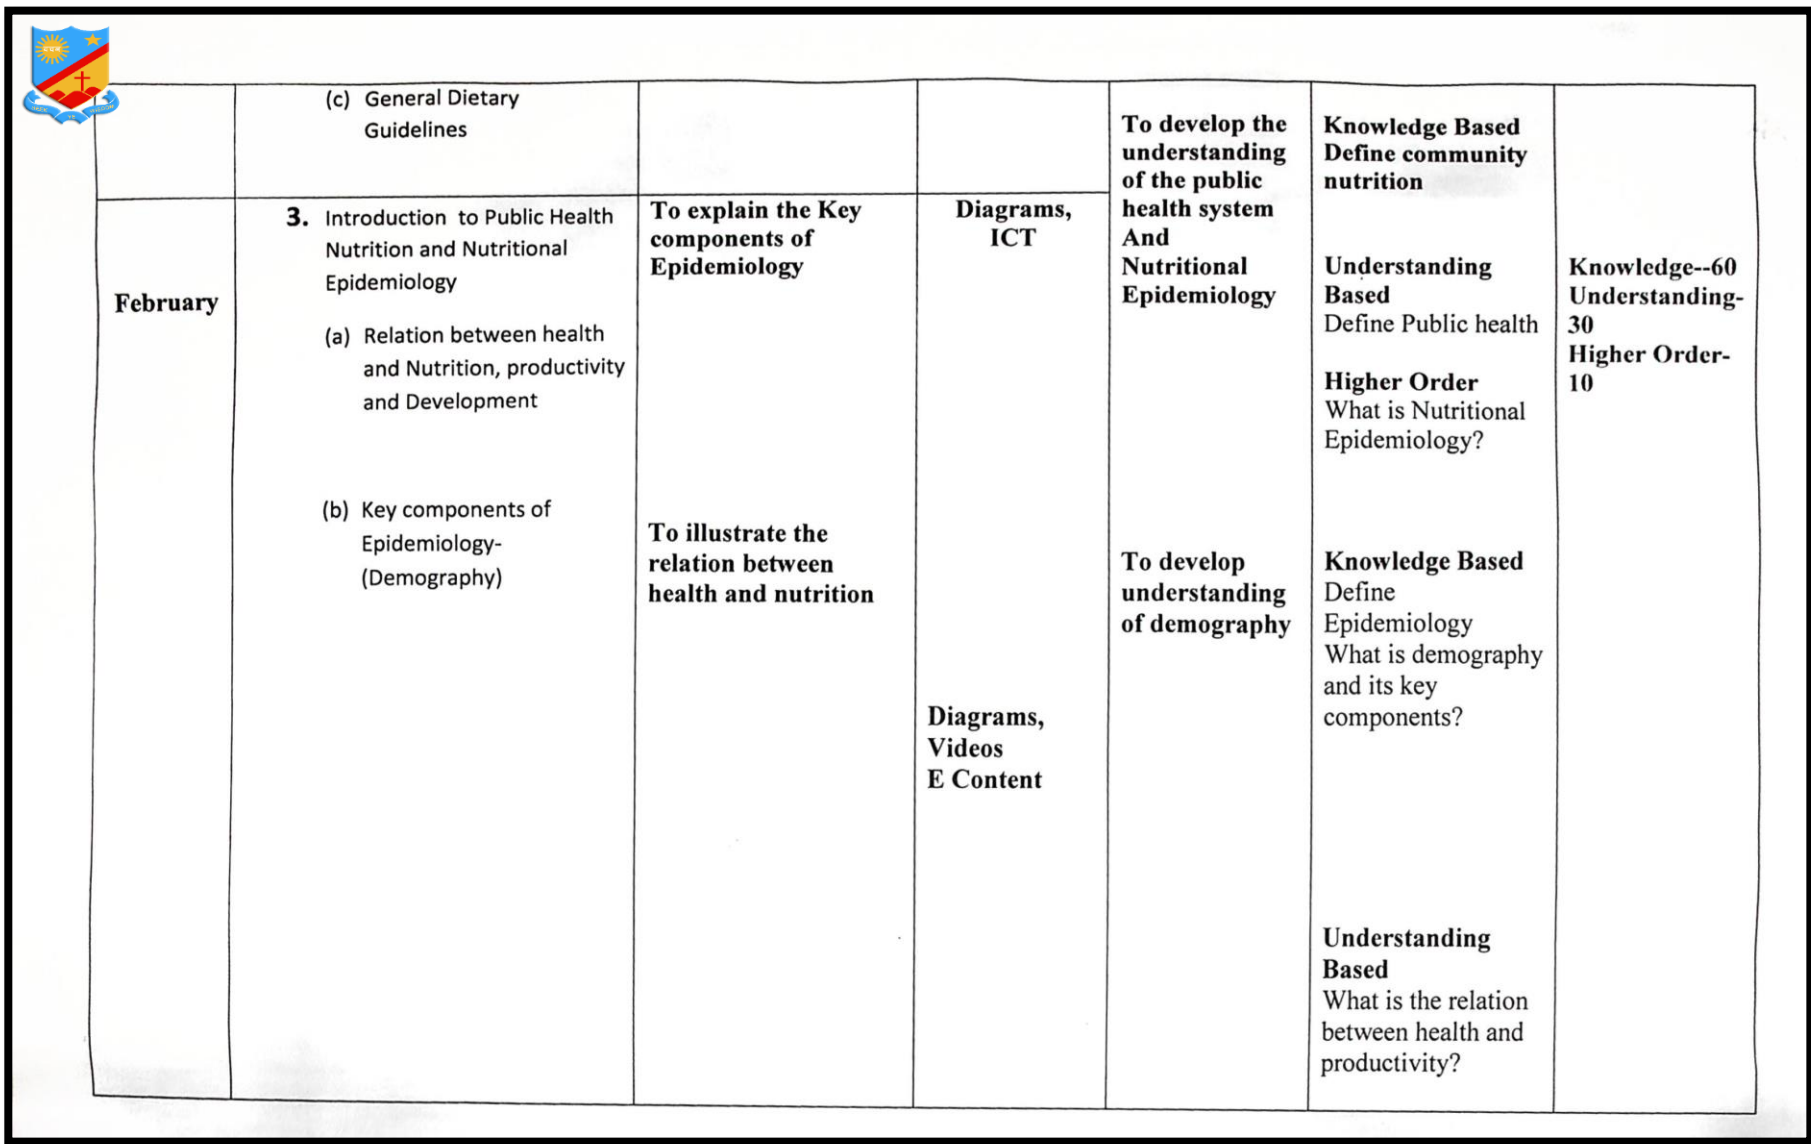 (c) General Dietary
Guidelines
To develop the
understanding
of the public
health system
And
Nutritional
Epidemiology
Knowledge Based
Define community
nutrition
February
3. Introduction to Public Health
Nutrition and Nutritional
Epidemiology
(a) Relation between health
and Nutrition, productivity
and Development
(b) Key components of
Epidemiology-
(Demography)
To explain the Key
components of
Epidemiology
To illustrate the
relation between
health and nutrition
Diagrams,
ICT
Diagrams,
Videos
E Content
To develop
understanding
of demography
Understanding
Based
Define Public health
Higher Order
What is Nutritional
Epidemiology?
Knowledge Based
Define
Epidemiology
What is demography
and its key
components?
Understanding
Based
What is the relation
between health and
productivity?
Knowledge--60
Understanding-
30
Higher Order-
10